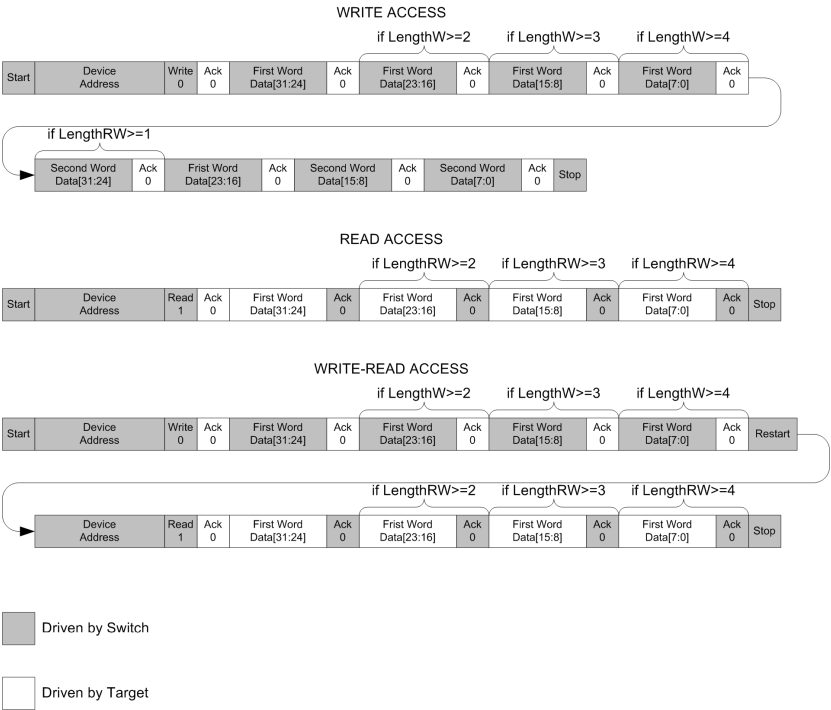 WRITE ACCESS
if LengthW>=2 if LengthW>=3 if LengthW>=4
Start Device Address Write 0 Ack 0 First Word Data[31:24] Ack 0 First Word Data[23:16] Ack 0 First Word Data[15:8] Ack 0 First Word Data[7:0] Ack 0
if LengthRW>=1
Second Word Data[31:24] Ack 0 Frist Word Data[23:16] Ack 0 Second Word Data[15:8] Ack 0 Second Word Data[7:0] Ack 0 Stop
READ ACCESS
if LengthRW>=2 if LengthRW>=3 if LengthRW>=4
Start Device Address Read 1 Ack 0 First Word Data[31:24] Ack 0 Frist Word Data[23:16] Ack 0 First Word Data[15:8] Ack 0 First Word Data[7:0] Ack 0 Stop
WRITE-READ ACCESS
if LengthW>=2 if LengthW>=3 if LengthW>=4
Start Device Address Write 0 Ack 0 First Word Data[31:24] Ack 0 First Word Data[23:16] Ack 0 First Word Data[15:8] Ack 0 First Word Data[7:0] Ack 0 Restart
if LengthRW>=2 if LengthRW>=3 if LengthRW>=4
Device Address Read 1 Ack 0 First Word Data[31:24] Ack 0 Frist Word Data[23:16] Ack 0 First Word Data[15:8] Ack 0 First Word Data[7:0] Ack 0 Stop
Driven by Switch
Driven by Target